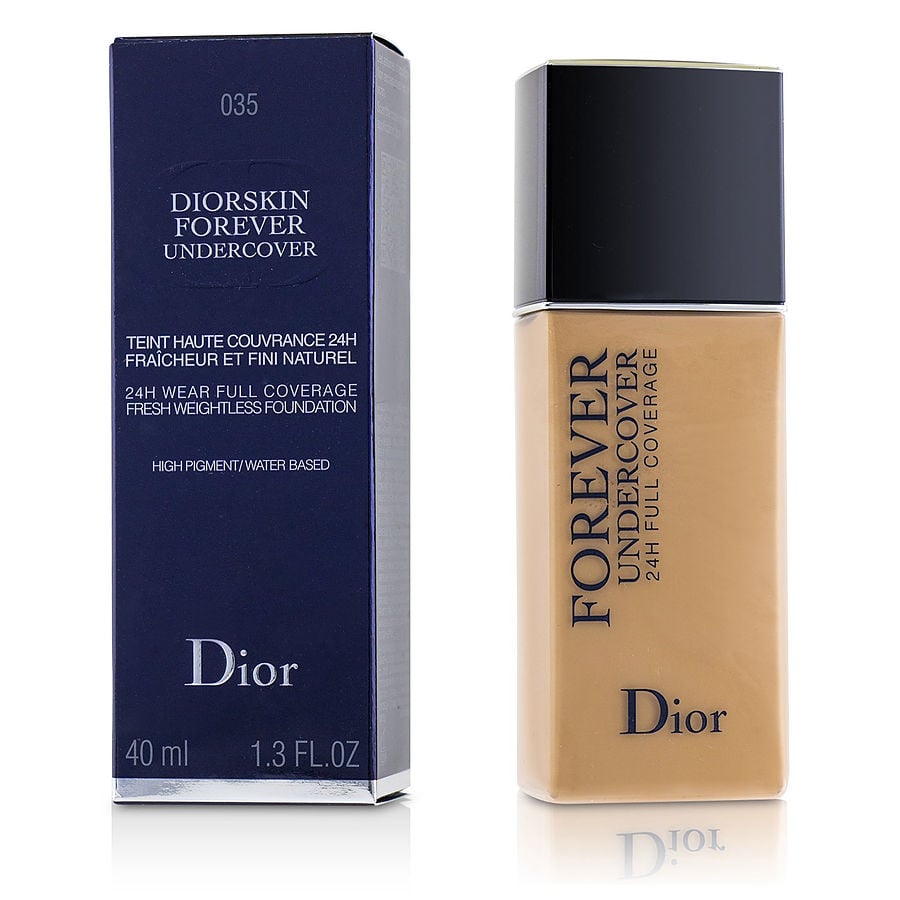 035
DIORSKIN
FOREVER
UNDERCOVER
TEINT HAUTE COUVRANCE 24H
FRAÎCHEUR ET FINI NATUREL
24H WEAR FULL COVERAGE
FRESH WEIGHTLESS FOUNDATION
HIGH PIGMENT/WATER BASED
Dior
40 ml 1.3 FL.OZ
FOREVER
UNDERCOVER
24H FULL COVERAGE
Dior